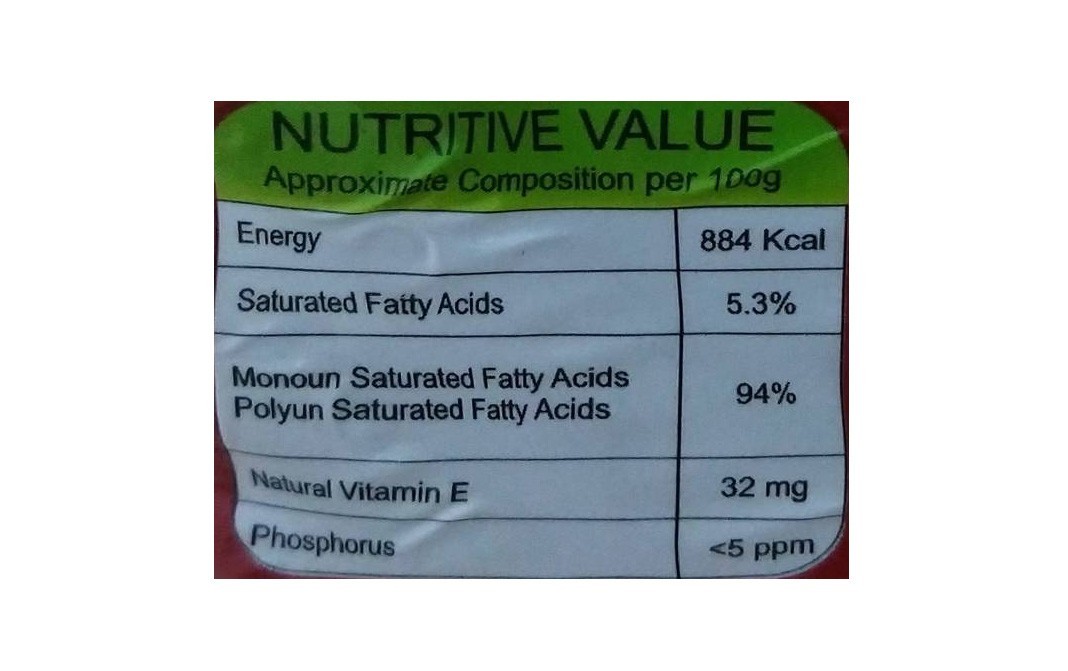 NUTRITIVE VALUE
Approximate Composition per 100g
Energy 884 Kcal
Saturated Fatty Acids 5.3%
Monoun Saturated Fatty Acids
Polyun Saturated Fatty Acids 94%
Natural Vitamin E 32 mg
Phosphorus <5 ppm